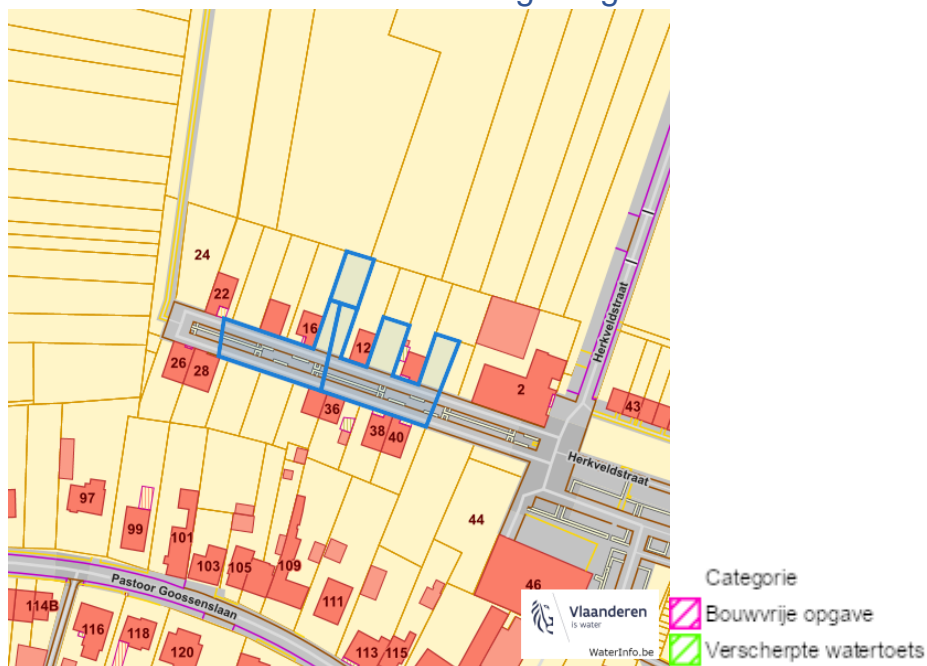 24
22
16
12
26
28
36
38
40
2
43
44
46
Herkveldstraat
Herkveldstraat
97
99
101
103
105
109
111
113
115
114B
116
118
120
Pastoor Goossenslaan
Vlaanderen
is water
WaterInfo.be
Categorie
Bouwvrije opgave
Verscherpte watertoets